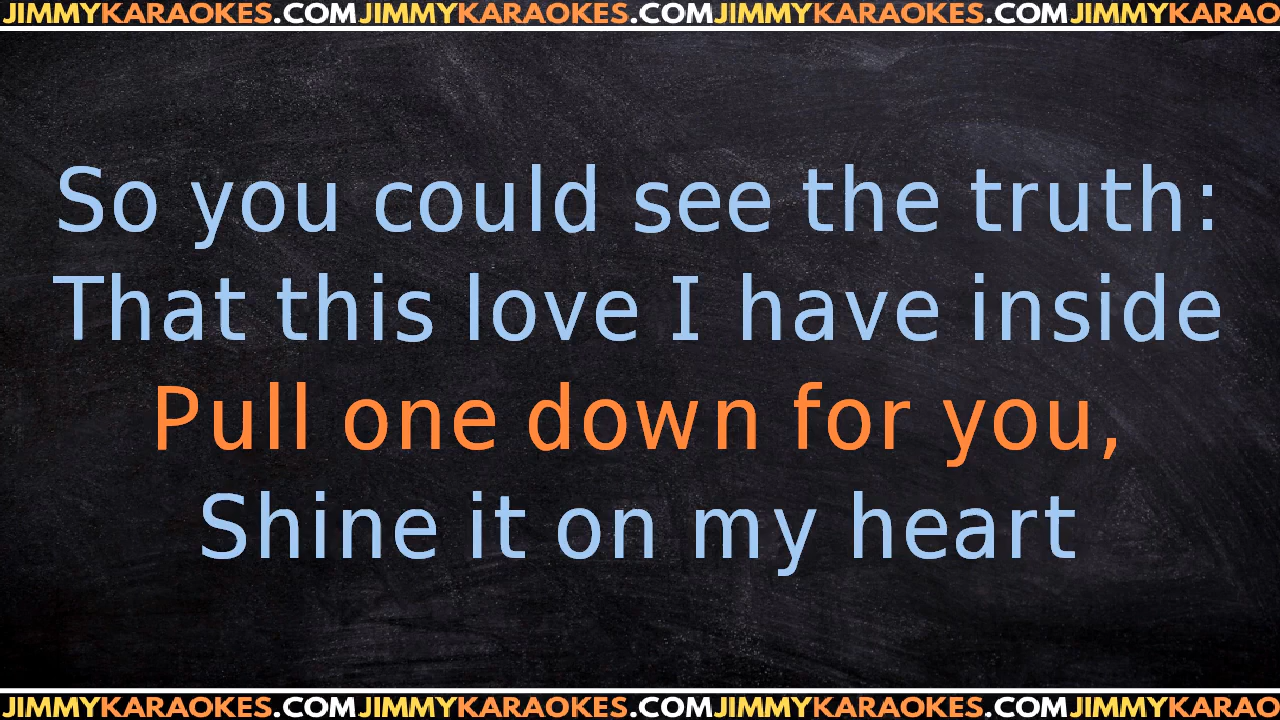 JIMMYKARAOKES.COMJIMMYKARAOKES.COMJIMMYKARAOKES.COMJIMMYKARAO
So you could see the truth:
That this love I have inside
Pull one down for you,
Shine it on my heart
JIMMYKARAOKES.COMJIMMYKARAOKES.COMJIMMYKARAOKES.COMJIMMYKARAO